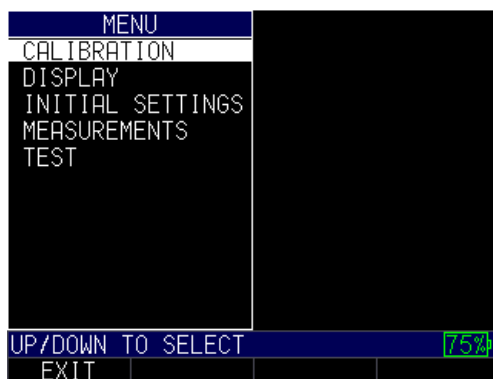 MENU
CALIBRATION
DISPLAY
INITIAL SETTINGS
MEASUREMENTS
TEST
UP/DOWN TO SELECT 75%
EXIT